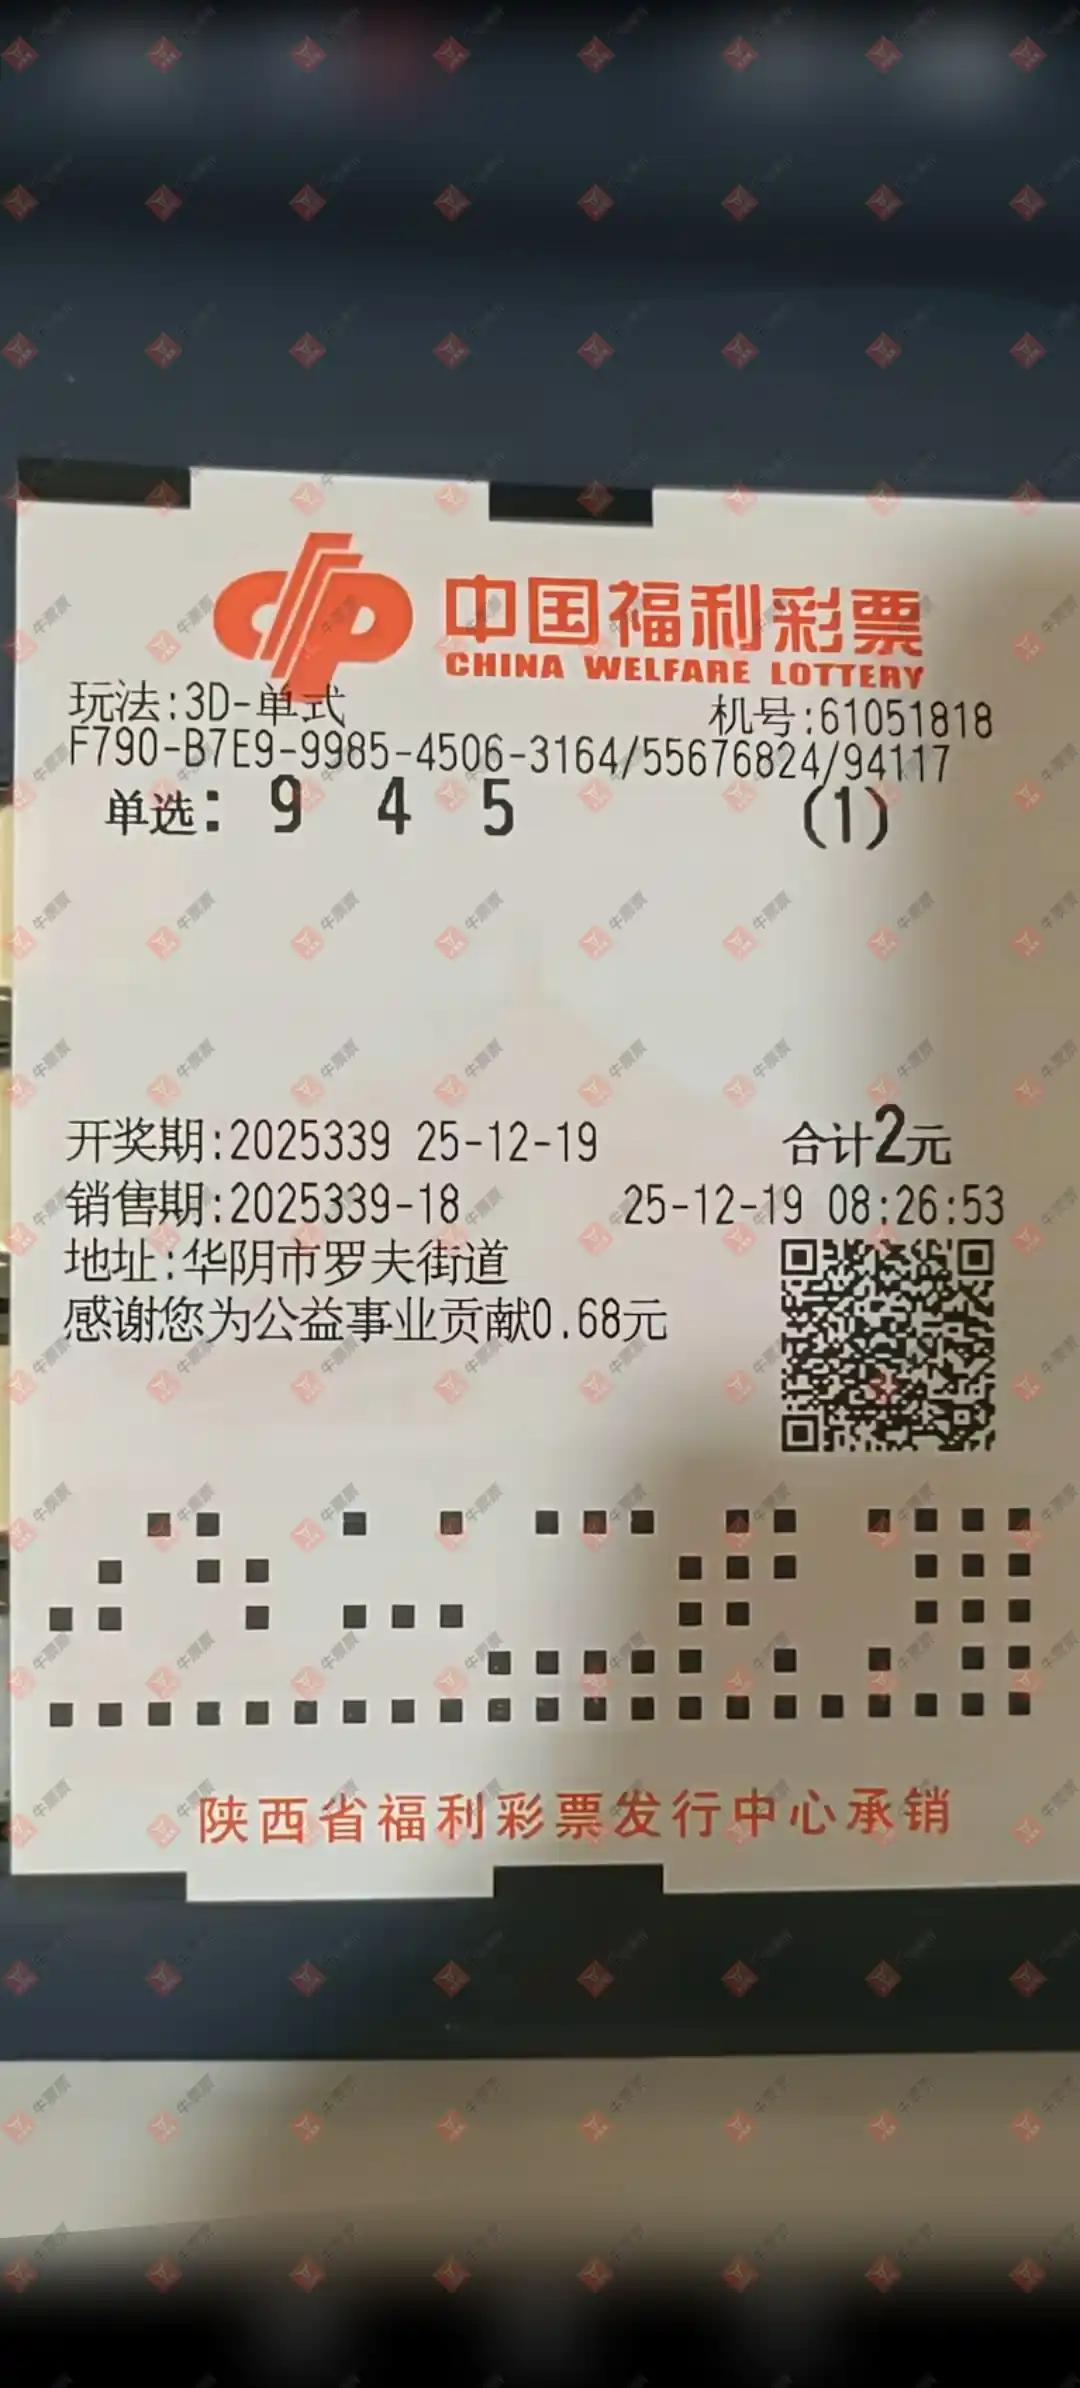 中国福利彩票
CHINA WELFARE LOTTERY
玩法:3D-单式 机号:61051818
F790-B7E9-9985-4506-3164/55676824/94117
单选: 9 4 5 (1)
开奖期:2025339 25-12-19 合计2元
销售期:2025339-18 25-12-19 08:26:53
地址:华阴市罗夫街道
感谢您为公益事业贡献0.68元
陕西省福利彩票发行中心承销
牛票票